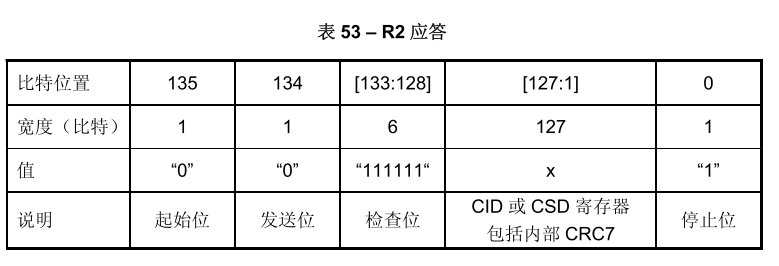 表 53 – R2 应答
比特位置 135 134 [133:128] [127:1] 0
宽度（比特） 1 1 6 127 1
值 “0” “0” “111111“ x “1”
说明 起始位 发送位 检查位 CID 或 CSD 寄存器 停止位
包括内部 CRC7